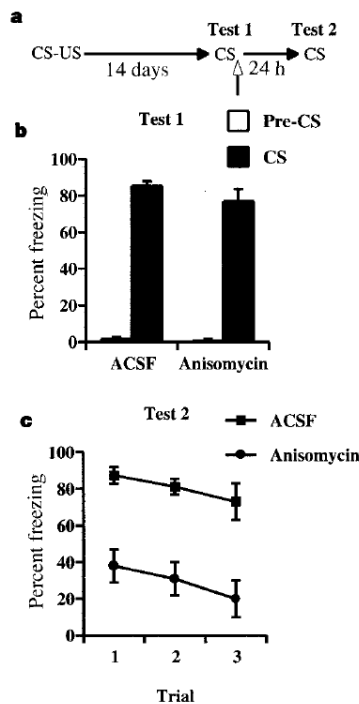 a
Test 1 Test 2
CS-US CS CS
14 days 24 h
b
Test 1
Pre-CS
CS
Percent freezing
100
80
60
40
20
0
ACSF Anisomycin
c
Test 2
ACSF
Anisomycin
Percent freezing
100
80
60
40
20
0
1 2 3
Trial